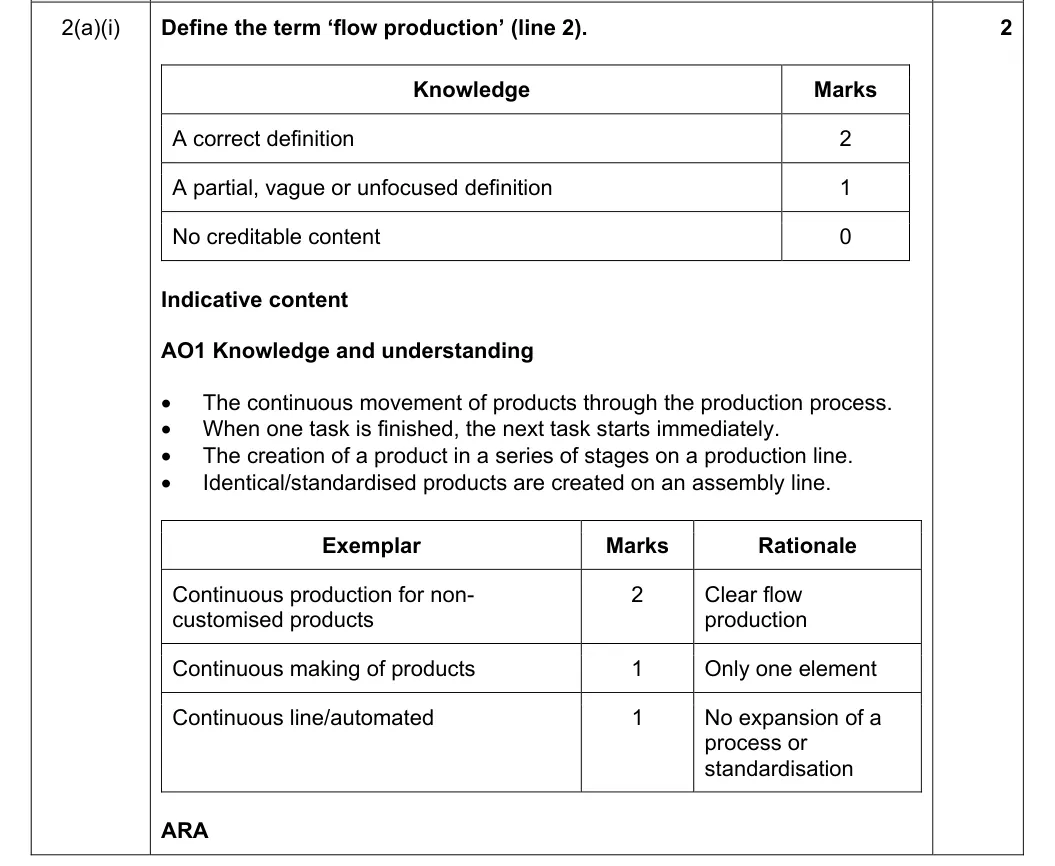 2(a)(i) Define the term ‘flow production’ (line 2). 2
Knowledge Marks
A correct definition 2
A partial, vague or unfocused definition 1
No creditable content 0
Indicative content
AO1 Knowledge and understanding
• The continuous movement of products through the production process.
• When one task is finished, the next task starts immediately.
• The creation of a product in a series of stages on a production line.
• Identical/standardised products are created on an assembly line.
Exemplar Marks Rationale
Continuous production for non- 2 Clear flow
customised products production
Continuous making of products 1 Only one element
Continuous line/automated 1 No expansion of a
process or
standardisation
ARA